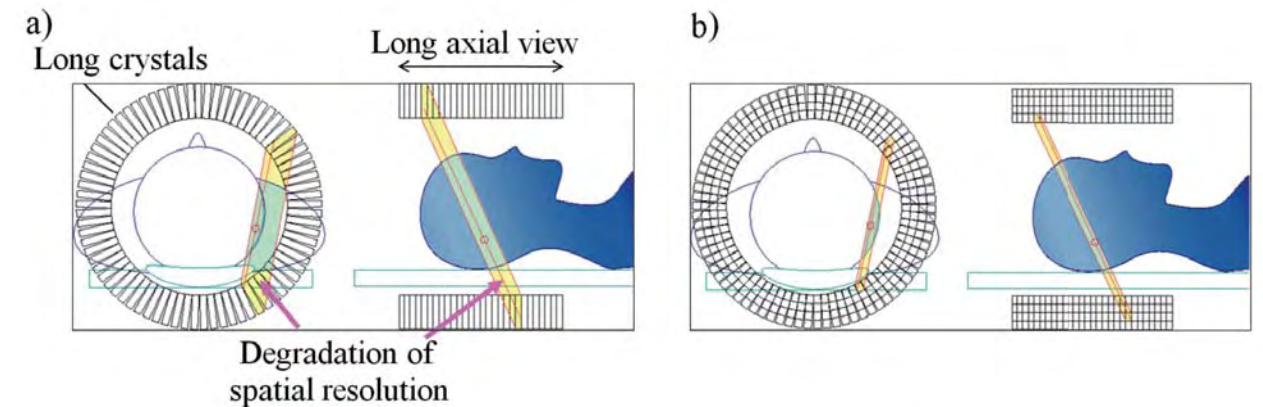 a)
Long crystals
Long axial view
Degradation of
spatial resolution
b)